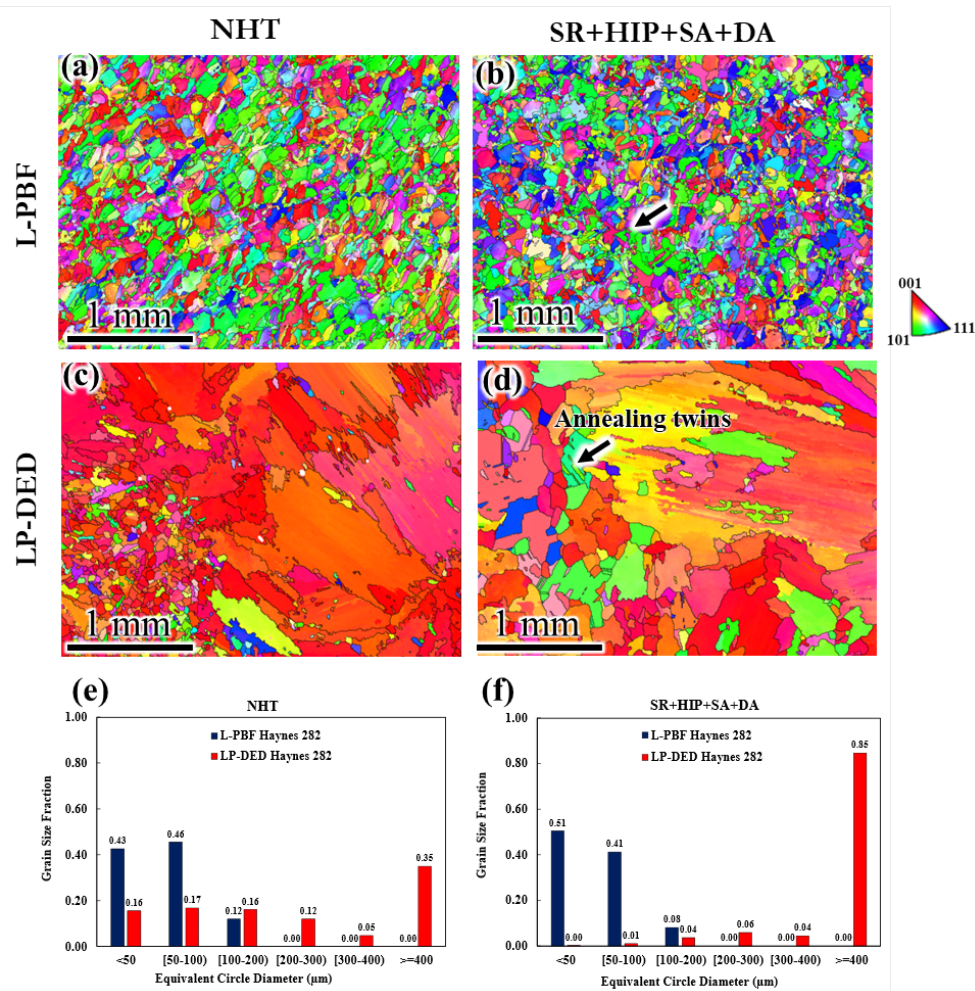 NHT
SR+HIP+SA+DA
L-PBF
(a)
1 mm
(b)
1 mm
001
101
111
LP-DED
(c)
1 mm
(d)
Annealing twins
1 mm
(e)
NHT
L-PBF Haynes 282
LP-DED Haynes 282
Grain Size Fraction
1.00
0.80
0.60
0.40
0.20
0.00
0.43
0.16
0.46
0.17
0.12
0.16
0.00
0.12
0.00
0.05
0.00
0.35
<50
[50-100)
[100-200)
[200-300)
[300-400)
>=400
Equivalent Circle Diameter (μm)
(f)
SR+HIP+SA+DA
L-PBF Haynes 282
LP-DED Haynes 282
Grain Size Fraction
1.00
0.80
0.60
0.40
0.20
0.00
0.51
0.00
0.41
0.01
0.08
0.04
0.00
0.06
0.00
0.04
0.00
0.85
<50
[50-100)
[100-200)
[200-300)
[300-400)
>=400
Equivalent Circle Diameter (μm)